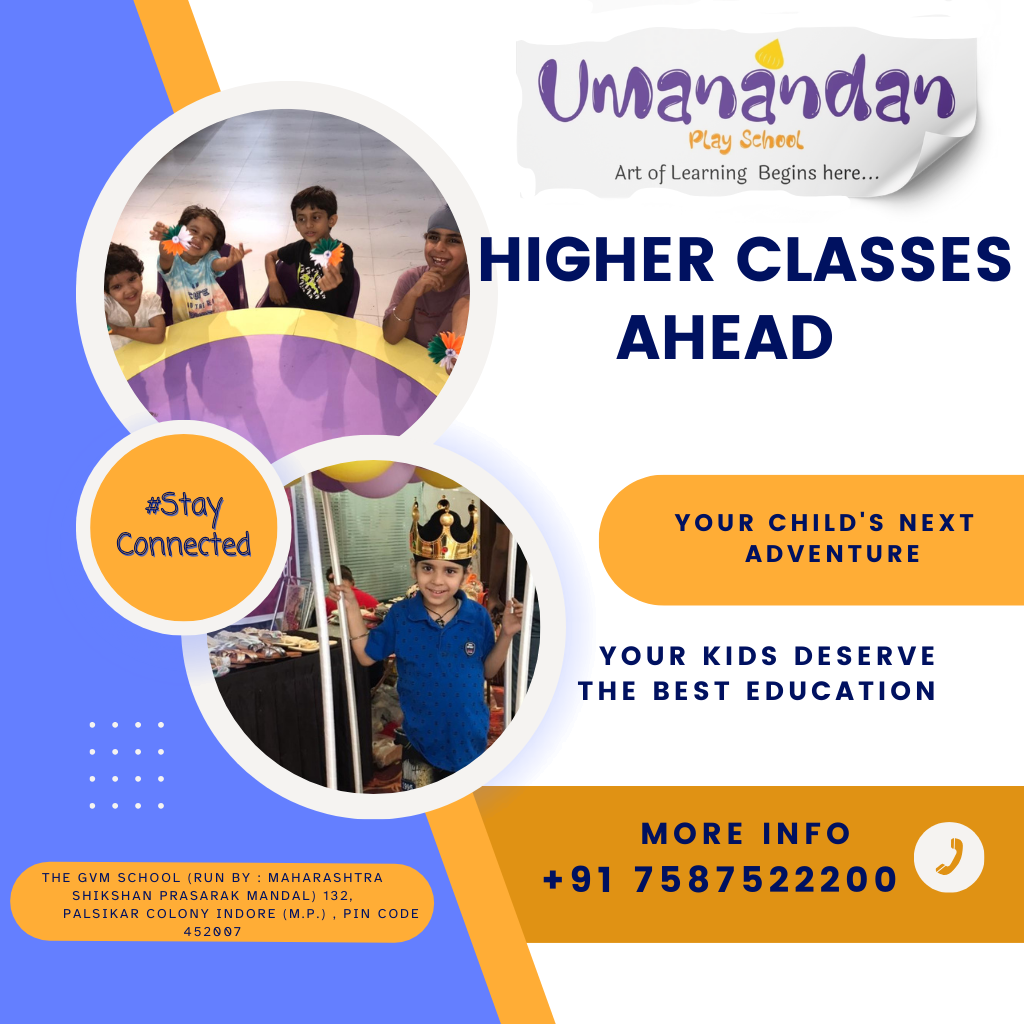 Umanandan
Play School
Art of Learning Begins here...
HIGHER CLASSES
AHEAD
#Stay
Connected
YOUR CHILD'S NEXT
ADVENTURE
YOUR KIDS DESERVE
THE BEST EDUCATION
MORE INFO
+91 7587522200
THE GVM SCHOOL (RUN BY : MAHARASHTRA
SHIKSHAN PRASARAK MANDAL) 132,
PALSIKAR COLONY INDORE (M.P.) , PIN CODE
452007